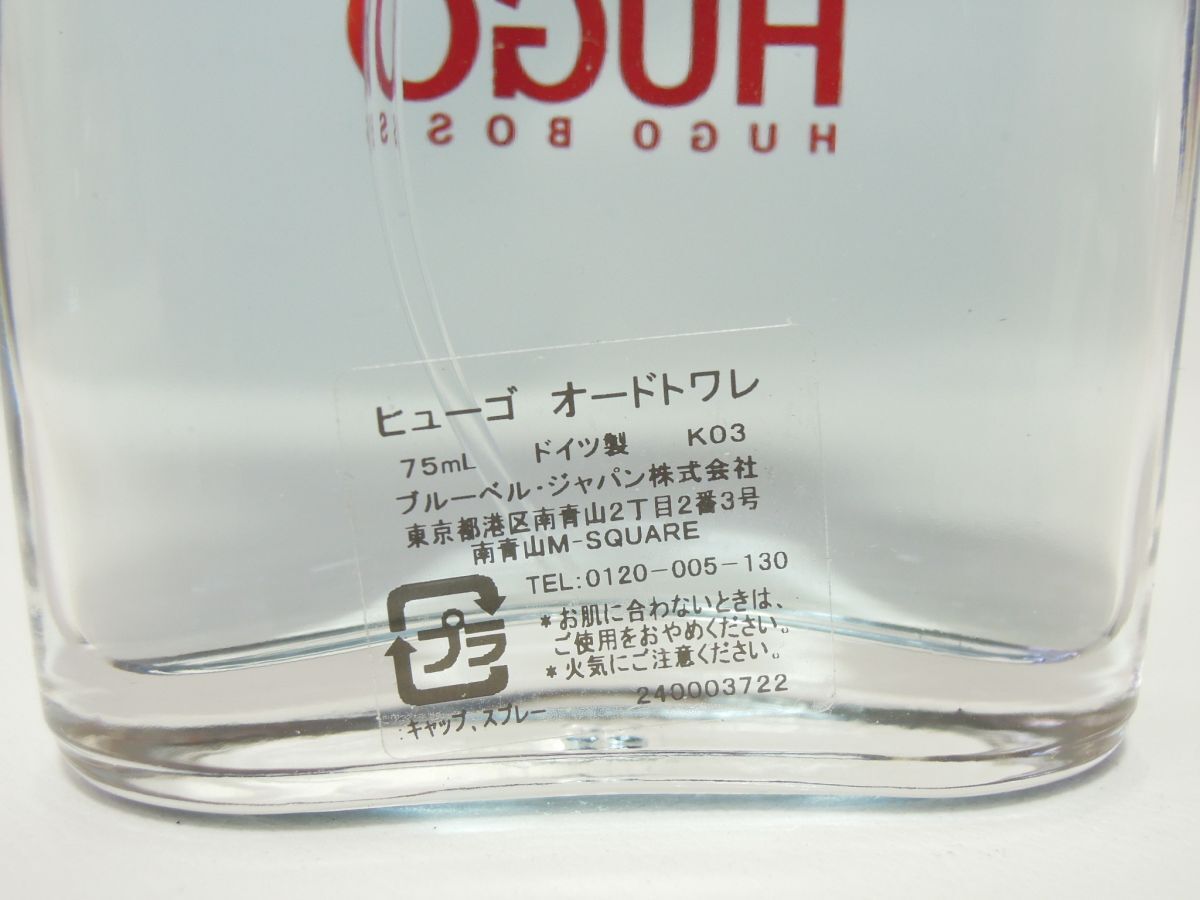 HUGO
HUGO BOSS
ヒューゴ オードトワレ
75mL ドイツ製 K03
ブルーベル・ジャパン株式会社
東京都港区南青山2丁目2番3号
南青山M-SQUARE
TEL:0120-005-130
*お肌に合わないときは、
ご使用をおやめください。
*火気にご注意ください。
プラ
240003722
:キャップ、スプレー